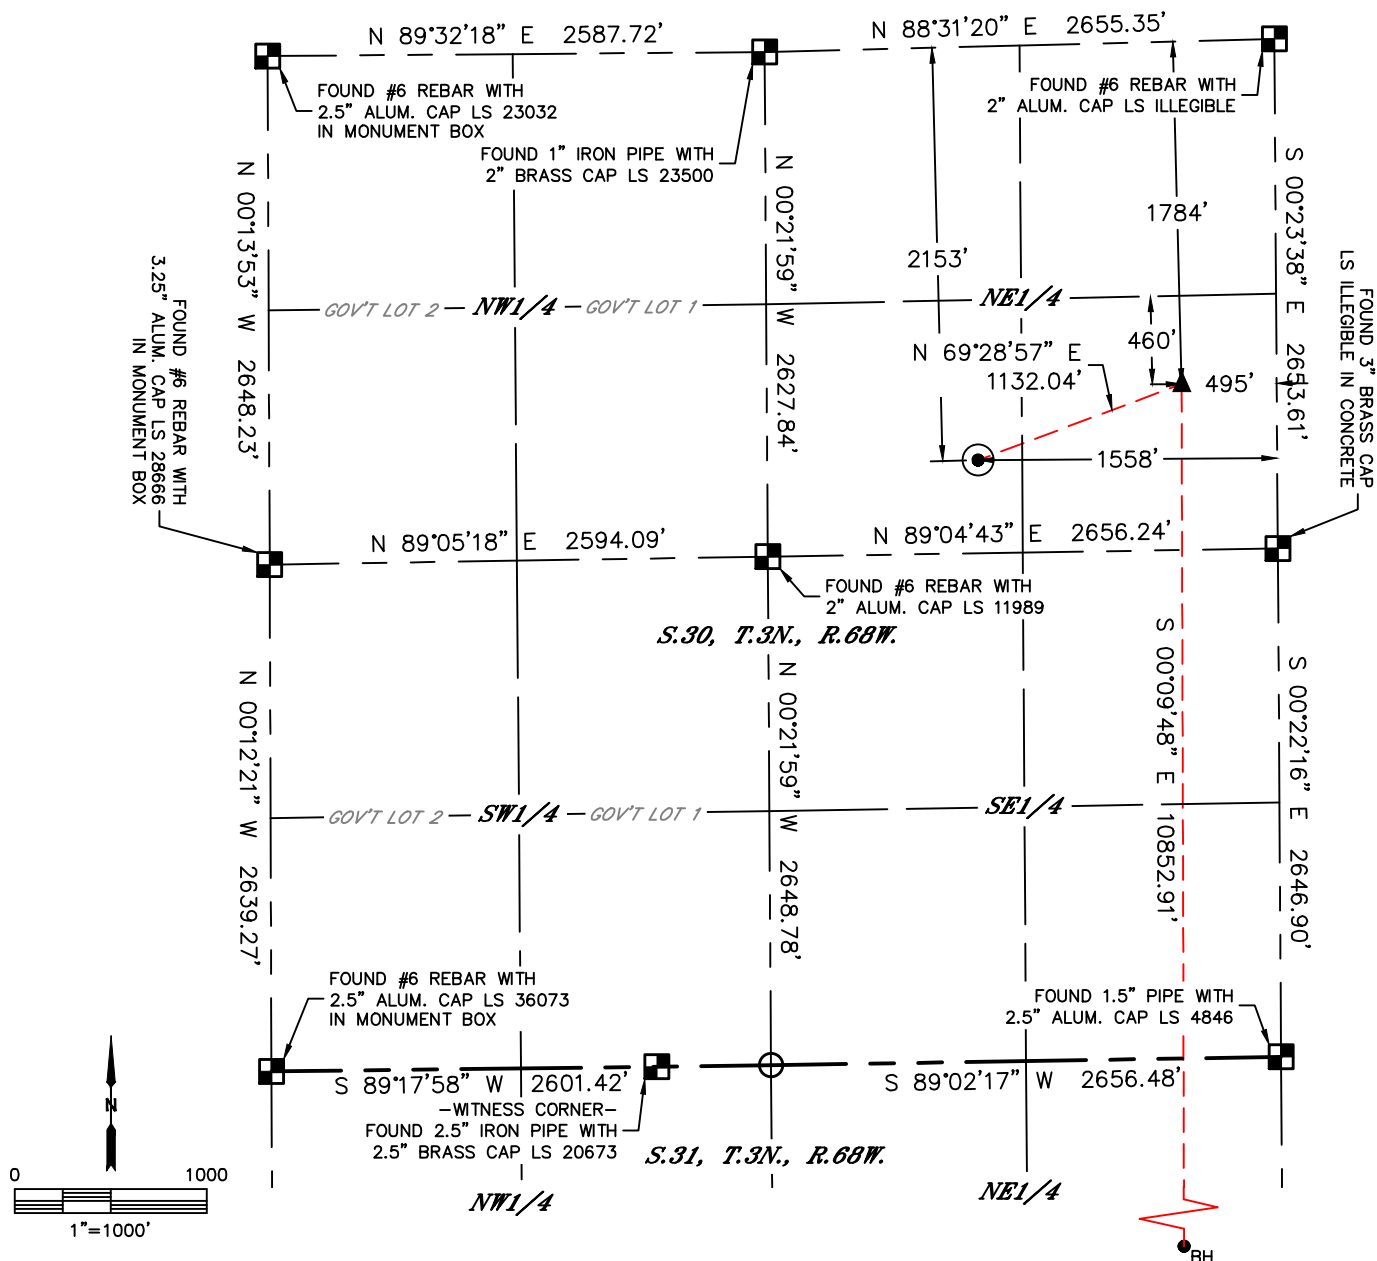 N 89°32'18" E 2587.72'
N 88°31'20" E 2655.35'
FOUND #6 REBAR WITH
2.5" ALUM. CAP LS 23032
IN MONUMENT BOX
FOUND 1" IRON PIPE WITH
2" BRASS CAP LS 23500
FOUND #6 REBAR WITH
2" ALUM. CAP LS ILLEGIBLE
N 00°13'53" W 2648.23'
N 00°21'59" W 2627.84'
S 00°23'38" E 2653.61'
1784'
2153'
FOUND 3" BRASS CAP
LS ILLEGIBLE IN CONCRETE
FOUND #6 REBAR WITH
3.25" ALUM. CAP LS 28666
IN MONUMENT BOX
GOV'T LOT 2
NW1/4
GOV'T LOT 1
NE1/4
460'
N 69°28'57" E
1132.04'
495'
1558'
N 89°05'18" E 2594.09'
N 89°04'43" E 2656.24'
FOUND #6 REBAR WITH
2" ALUM. CAP LS 11989
S.30, T.3N., R.68W.
N 00°12'21" W 2639.27'
N 00°21'59" W 2648.78'
S 00°09'48" E 10852.91'
S 00°22'16" E 2646.90'
GOV'T LOT 2
SW1/4
GOV'T LOT 1
SE1/4
FOUND #6 REBAR WITH
2.5" ALUM. CAP LS 36073
IN MONUMENT BOX
FOUND 1.5" PIPE WITH
2.5" ALUM. CAP LS 4846
S 89°17'58" W 2601.42'
S 89°02'17" W 2656.48'
-WITNESS CORNER-
FOUND 2.5" IRON PIPE WITH
2.5" BRASS CAP LS 20673
S.31, T.3N., R.68W.
NW1/4
NE1/4
N
0 1000
1"=1000'
BH